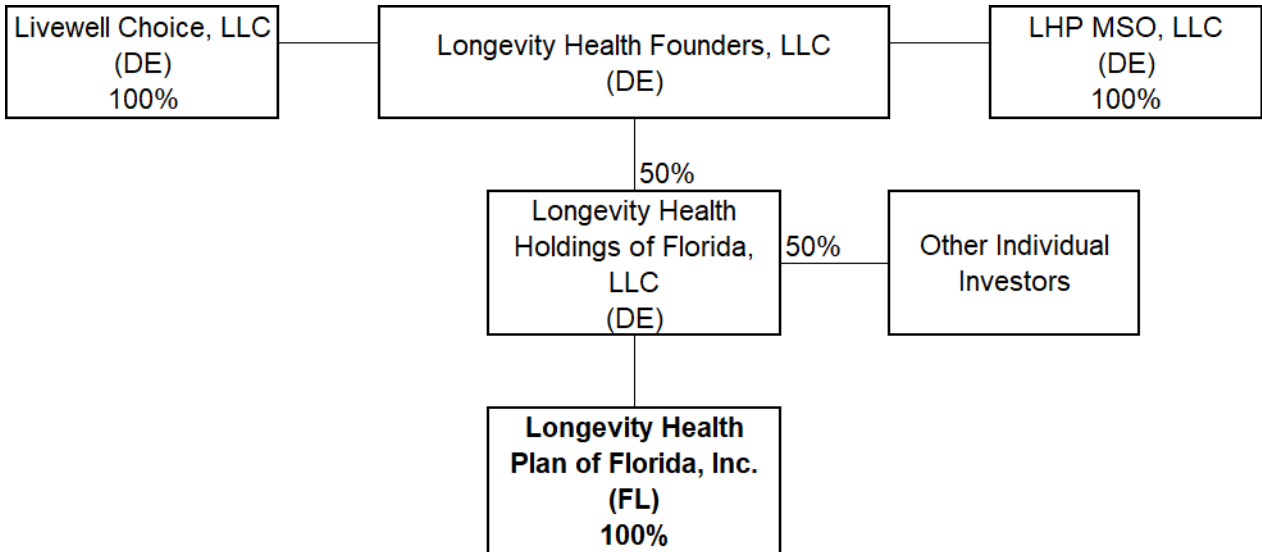 Livewell Choice, LLC
(DE)
100%
Longevity Health Founders, LLC
(DE)
LHP MSO, LLC
(DE)
100%
50%
Longevity Health
Holdings of Florida,
LLC
(DE)
50%
Other Individual
Investors
Longevity Health
Plan of Florida, Inc.
(FL)
100%